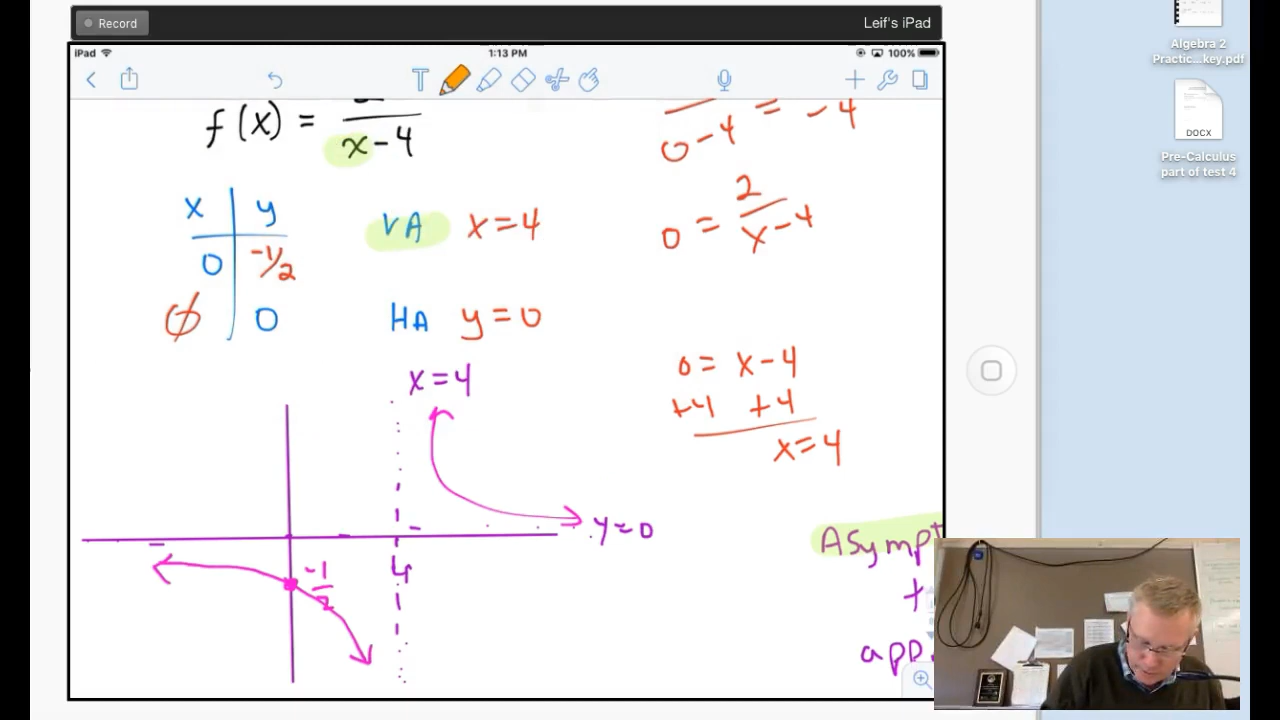 Record
Leif's iPad
iPad
1:13 PM
100%
T
f(x) = x-4
0-4 = -4
x y
0 -1/2
∅ 0
VA x=4
HA y=0
0 = 2/x-4
0 = x-4
+4 +4
x=4
x=4
y=0
-1/2
4
Asympt
t
app
Algebra 2
Practic...key.pdf
DOCX
Pre-Calculus
part of test 4